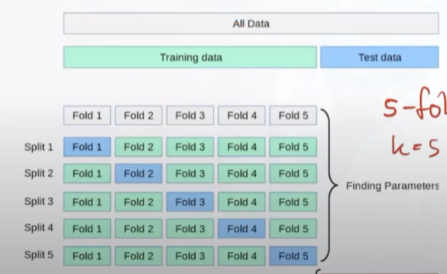 All Data
Training data Test data
Fold 1 Fold 2 Fold 3 Fold 4 Fold 5
5-fol
k=5
Split 1 Fold 1 Fold 2 Fold 3 Fold 4 Fold 5
Split 2 Fold 1 Fold 2 Fold 3 Fold 4 Fold 5
Finding Parameters
Split 3 Fold 1 Fold 2 Fold 3 Fold 4 Fold 5
Split 4 Fold 1 Fold 2 Fold 3 Fold 4 Fold 5
Split 5 Fold 1 Fold 2 Fold 3 Fold 4 Fold 5